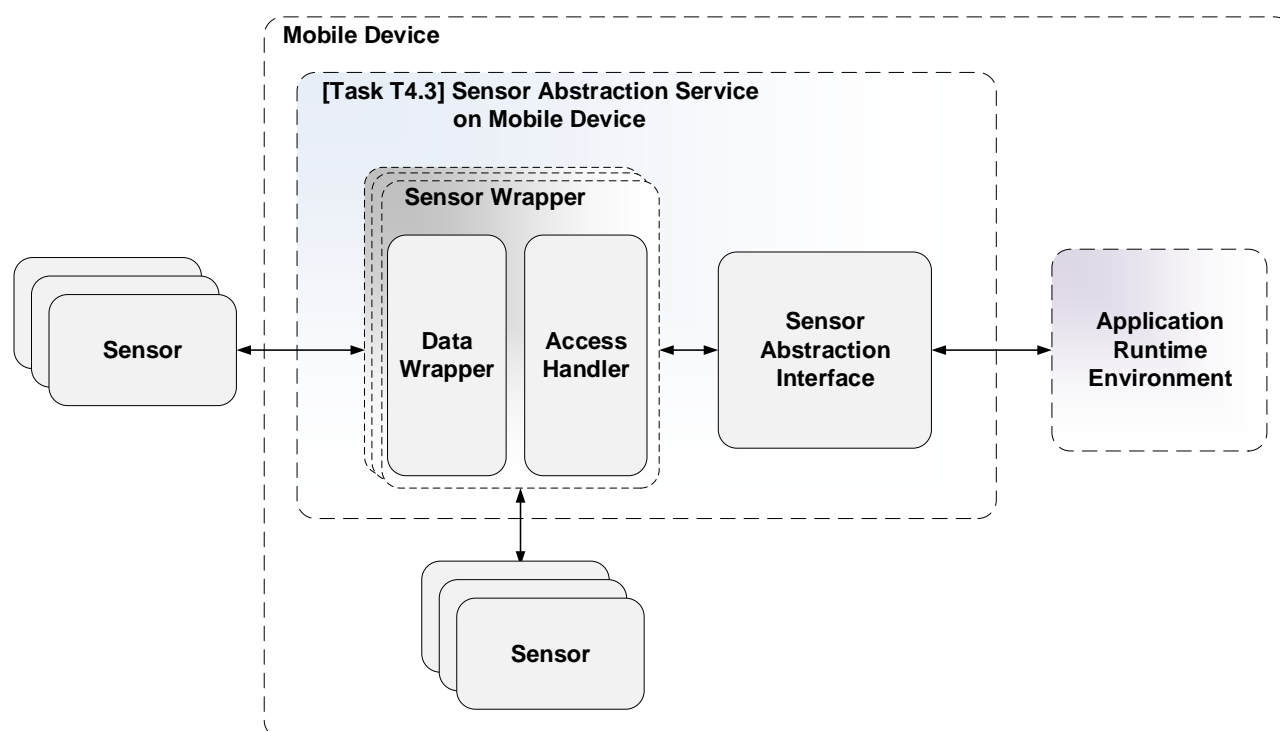 Mobile Device
[Task T4.3] Sensor Abstraction Service
on Mobile Device
Sensor Wrapper
Sensor
Data
Wrapper
Access
Handler
Sensor
Abstraction
Interface
Application
Runtime
Environment
Sensor